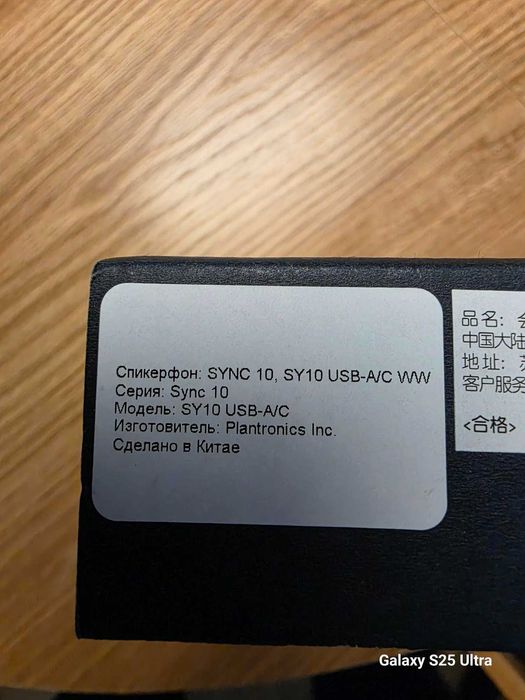 Спикерфон: SYNC 10, SY10 USB-A/C WW
Серия: Sync 10
Модель: SY10 USB-A/C
Изготовитель: Plantronics Inc.
Сделано в Китае
品名:
中国大陆
地址:
客户服务
<合格>
Galaxy S25 Ultra